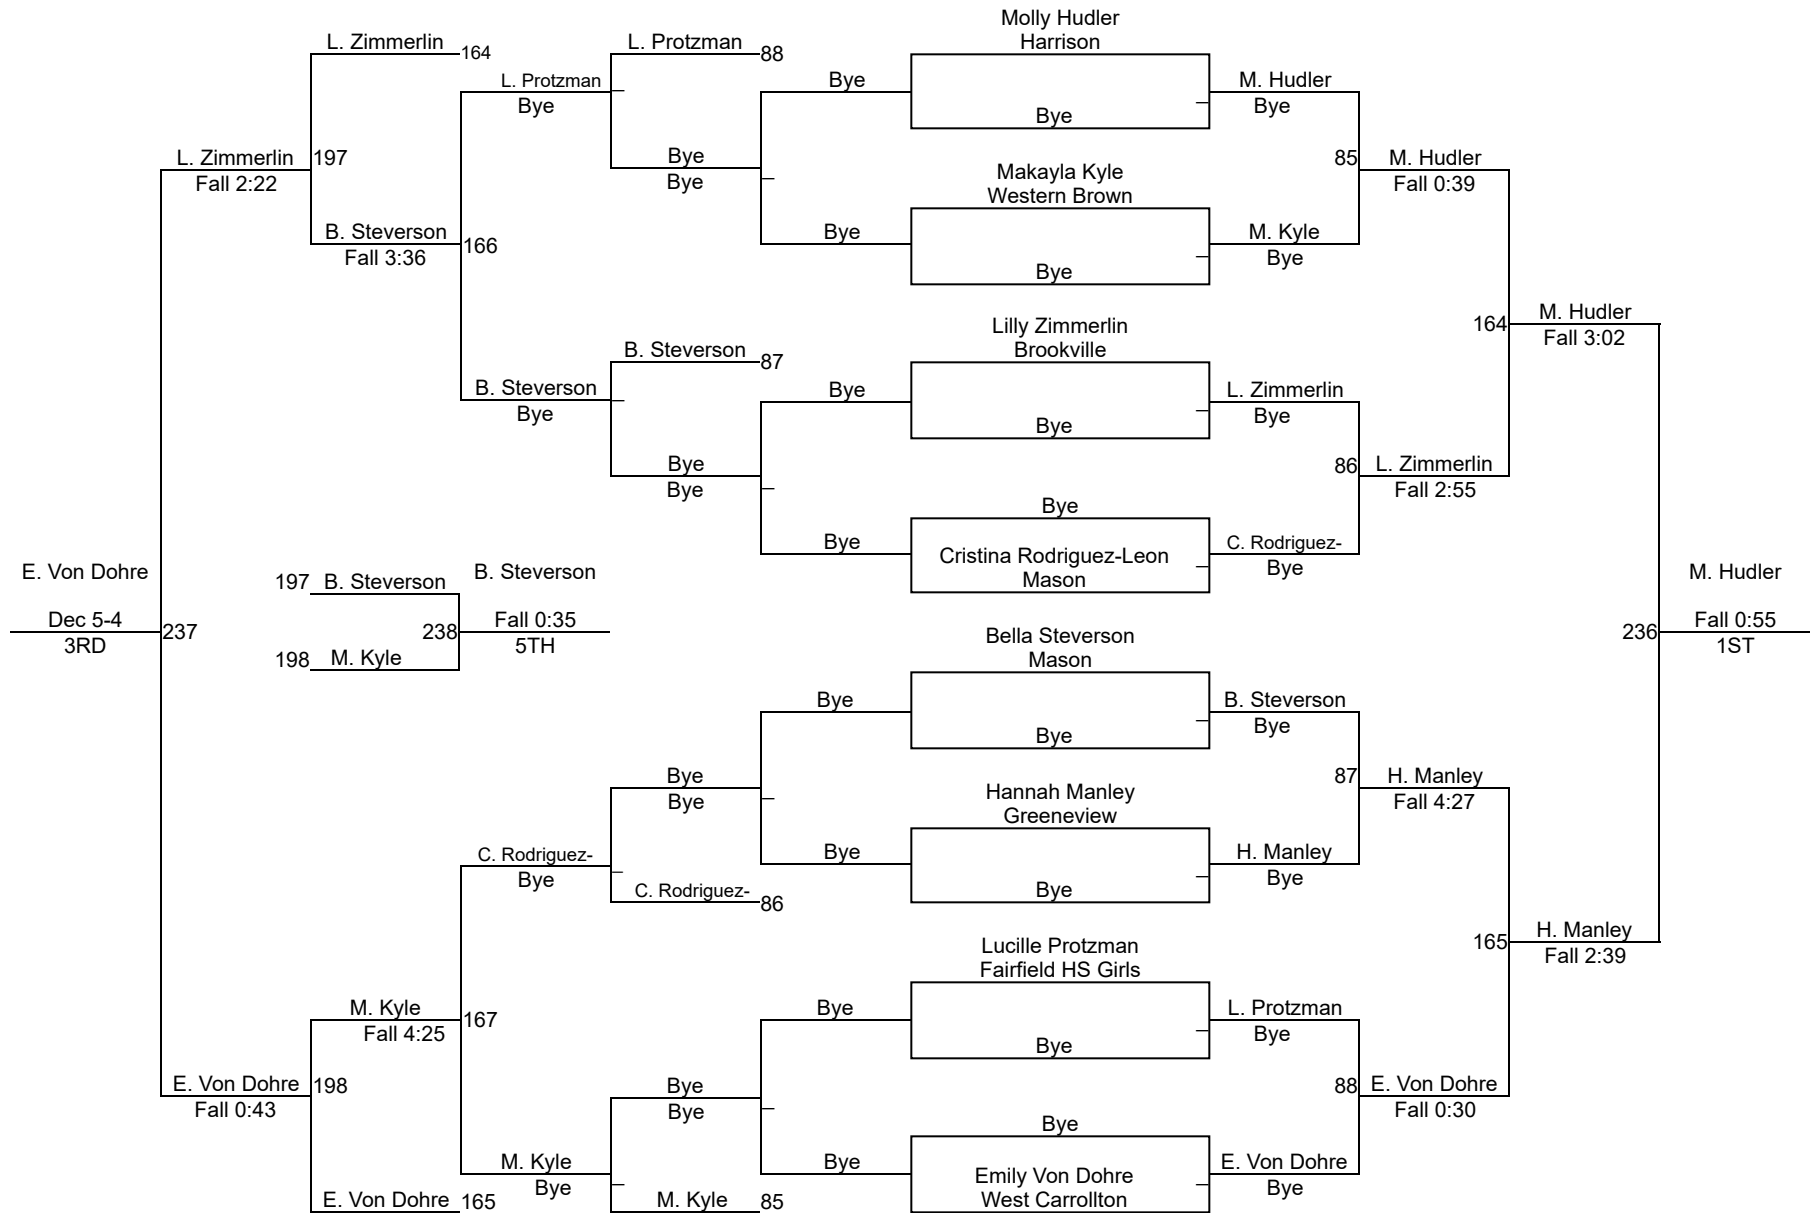 Molly Hudler
L. Zimmerlin
164
L. Protzman
88
Harrison
L. Protzman
Bye
Bye
M. Hudler
Bye
Bye
Bye
L. Zimmerlin
197
Bye
85
M. Hudler
Fall 2:22
Bye
Makayla Kyle
Fall 0:39
Western Brown
B. Steverson
166
Bye
M. Kyle
Fall 3:36
Bye
Bye
M. Hudler
164
Lilly Zimmerlin
Fall 3:02
B. Steverson
87
Brookville
B. Steverson
Bye
L. Zimmerlin
Bye
Bye
Bye
Bye
86
L. Zimmerlin
Bye
Fall 2:55
Bye
Bye
Cristina Rodriguez-Leon
C. Rodriguez-
Mason
Bye
E. Von Dohre
197
B. Steverson
B. Steverson
M. Hudler
Dec 5-4
237
238
Fall 0:35
236
Fall 0:55
3RD
198
M. Kyle
5TH
1ST
Bella Steverson
Mason
Bye
B. Steverson
Bye
Bye
Bye
87
H. Manley
Bye
Hannah Manley
Fall 4:27
Greeneview
C. Rodriguez-
Bye
Bye
H. Manley
C. Rodriguez-
86
Bye
Bye
165
H. Manley
Lucille Protzman
Fall 2:39
Fairfield HS Girls
M. Kyle
167
Bye
L. Protzman
Fall 4:25
Bye
Bye
E. Von Dohre
198
Bye
88
E. Von Dohre
Fall 0:43
Bye
Fall 0:30
Bye
M. Kyle
Bye
Emily Von Dohre
E. Von Dohre
Bye
West Carrollton
Bye
E. Von Dohre
165
M. Kyle
85